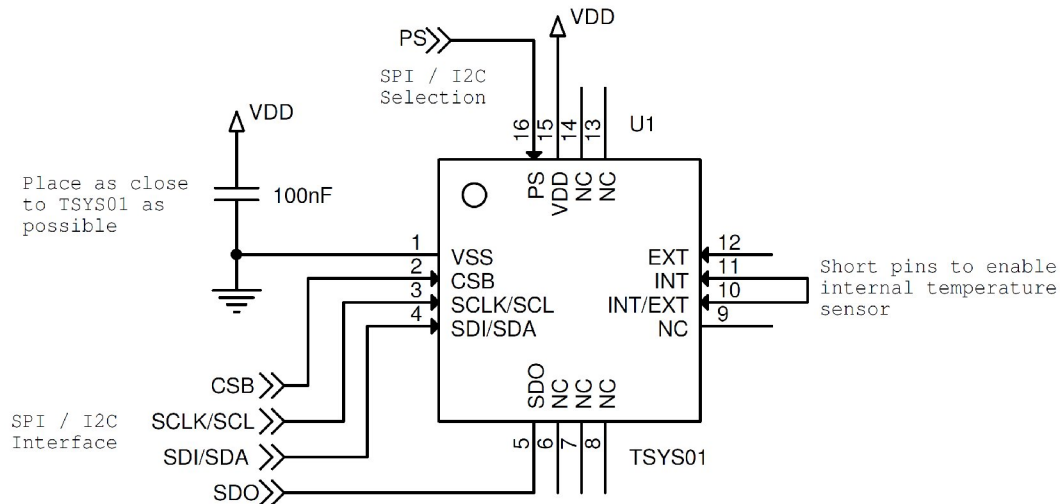 PS
VDD
SPI / I2C
Selection
16
15
14
13
U1
VDD
PS
VDD
NC
NC
Place as close
to TSYS01 as
possible
100nF
1
VSS
2
CSB
3
SCLK/SCL
4
SDI/SDA
EXT
12
INT
11
INT/EXT
10
NC
9
Short pins to enable
internal temperature
sensor
SDO
NC
NC
NC
5
6
7
8
TSYS01
CSB
SPI / I2C
Interface
SCLK/SCL
SDI/SDA
SDO